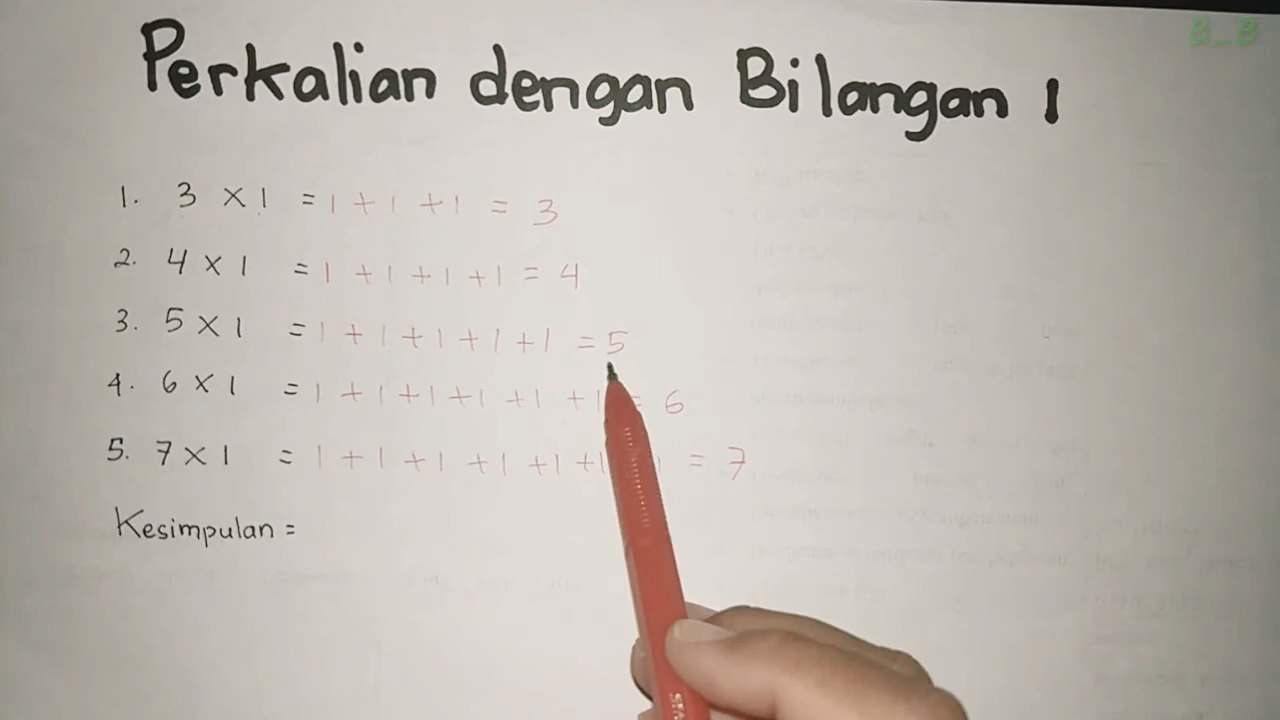 B_B
Perkalian dengan Bilangan 1
1. 3 × 1 = 1 + 1 + 1 = 3
2. 4 × 1 = 1 + 1 + 1 + 1 = 4
3. 5 × 1 = 1 + 1 + 1 + 1 + 1 = 5
4. 6 × 1 = 1 + 1 + 1 + 1 + 1 + 1 = 6
5. 7 × 1 = 1 + 1 + 1 + 1 + 1 + 1 1 = 7
Kesimpulan =